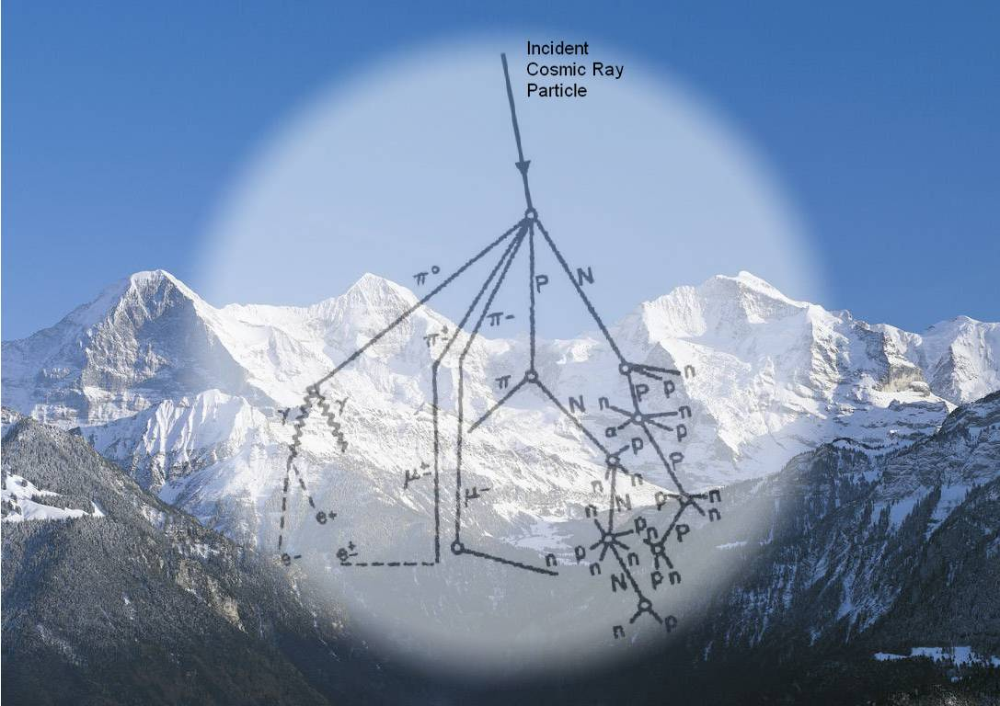 Incident
Cosmic Ray
Particle
π°
P
N
π-
π-
π
n
P
p
N
n
n
γ
γ
α
p
p
p
μ±
μ-
n
n
p
n
n
N
n
e+
p
n
p
e-
e±
n
p
n
n
N
p
n
n
p